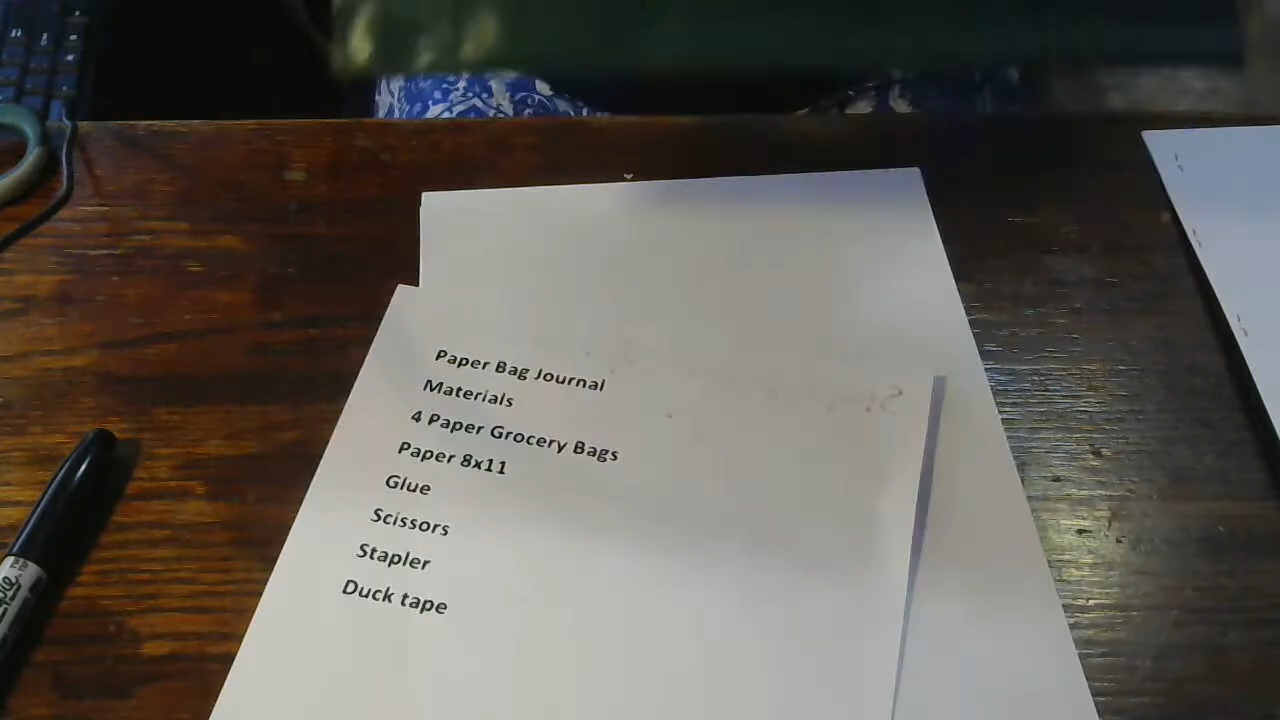 Paper Bag Journal
Materials
4 Paper Grocery Bags
Paper 8x11
Glue
Scissors
Stapler
Duck tape